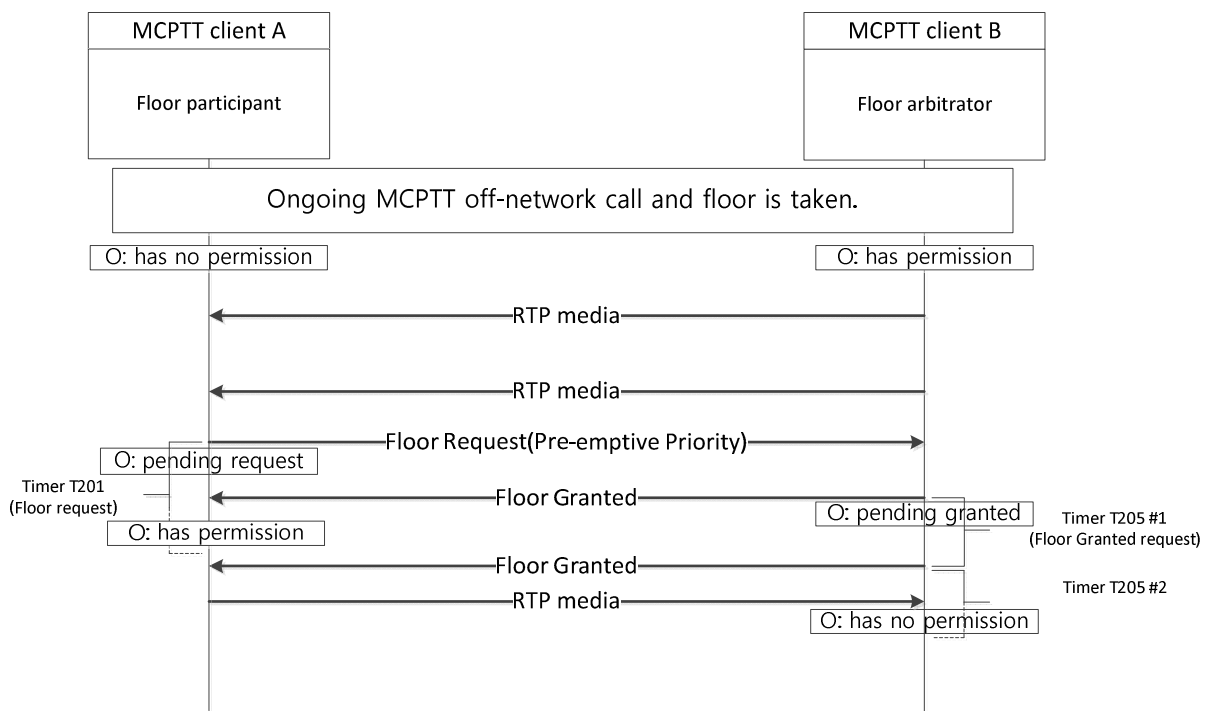 MCPTT client A
MCPTT client B
Floor participant
Floor arbitrator
Ongoing MCPTT off-network call and floor is taken.
O: has no permission
O: has permission
RTP media
RTP media
Floor Request(Pre-emptive Priority)
O: pending request
Timer T201
(Floor request)
Floor Granted
O: pending granted
Timer T205 #1
(Floor Granted request)
O: has permission
Floor Granted
Timer T205 #2
RTP media
O: has no permission